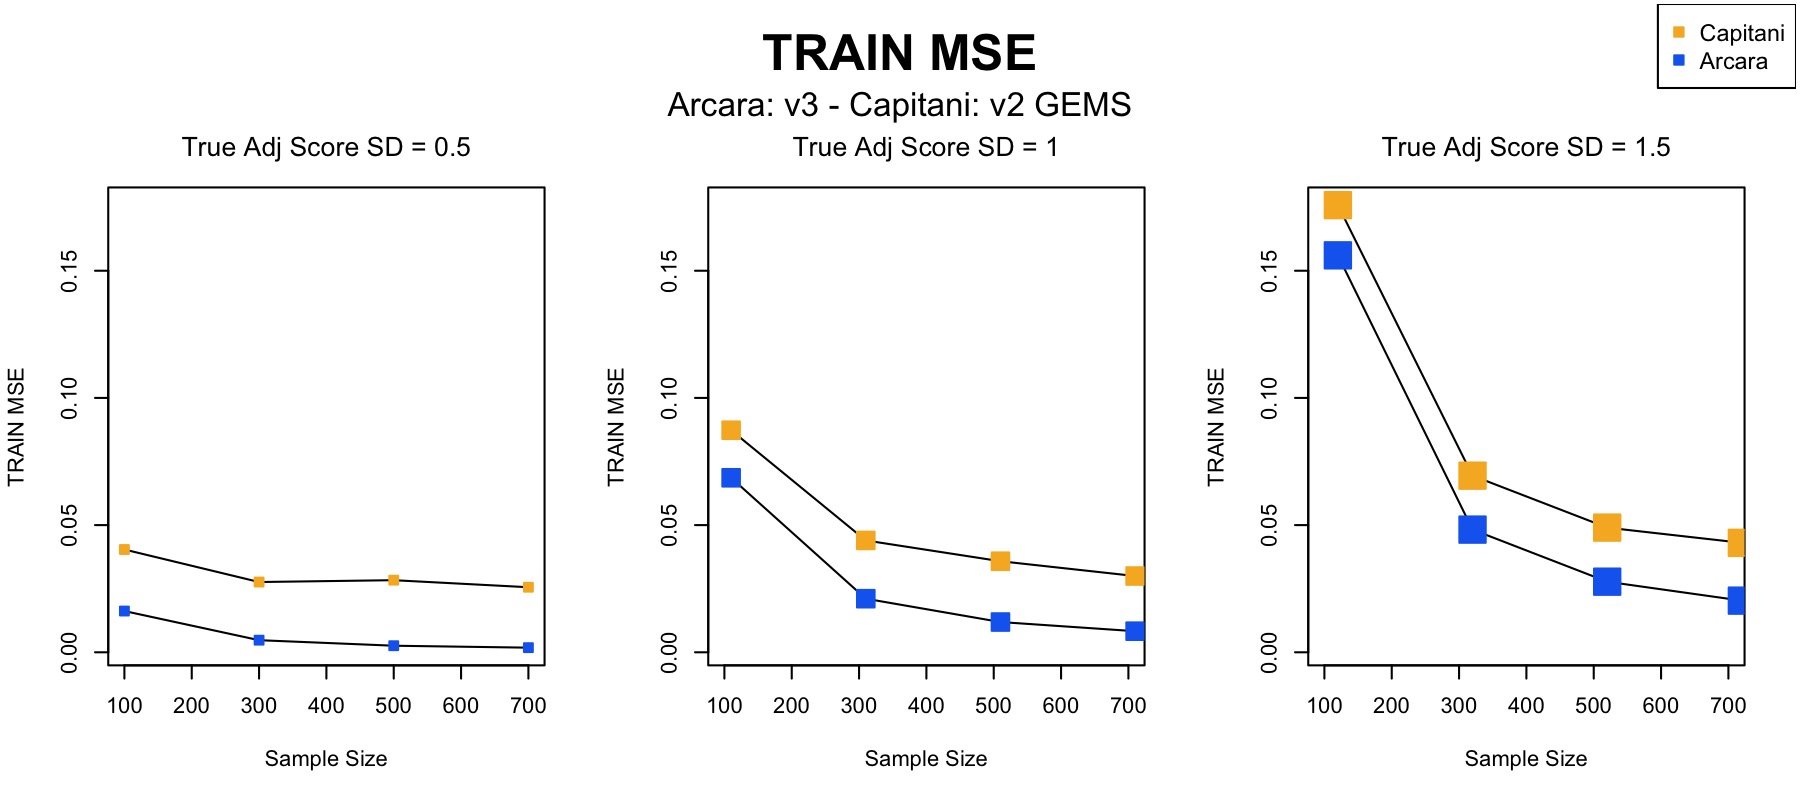 TRAIN MSE
Arcara: v3 - Capitani: v2 GEMS
Capitani
Arcara
True Adj Score SD = 0.5
TRAIN MSE
0.00
0.05
0.10
0.15
100 200 300 400 500 600 700
Sample Size
True Adj Score SD = 1
TRAIN MSE
0.00
0.05
0.10
0.15
100 200 300 400 500 600 700
Sample Size
True Adj Score SD = 1.5
TRAIN MSE
0.00
0.05
0.10
0.15
100 200 300 400 500 600 700
Sample Size